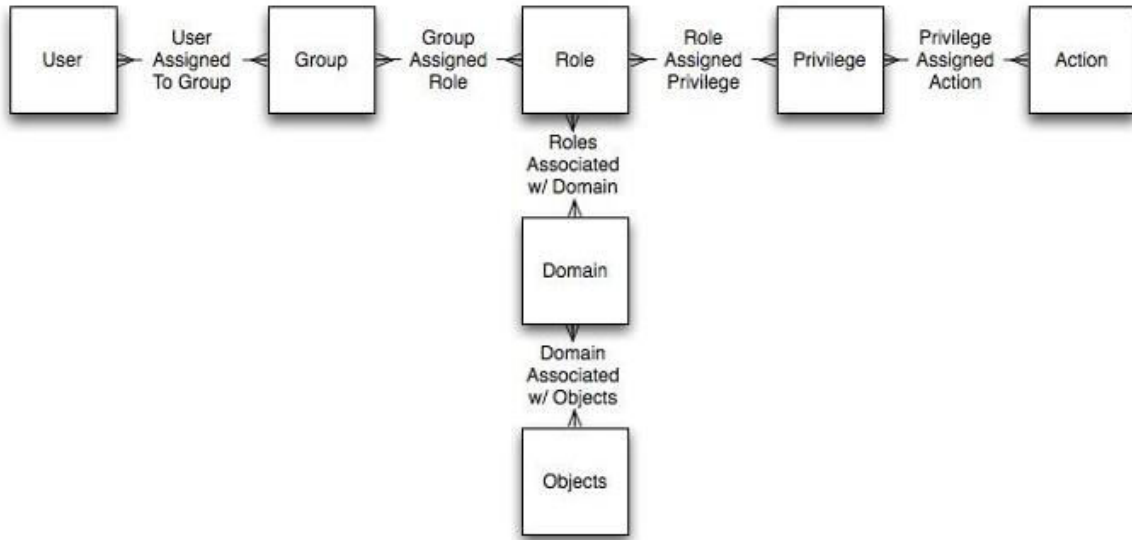 User
User
Assigned
To Group
Group
Group
Assigned
Role
Role
Role
Assigned
Privilege
Privilege
Privilege
Assigned
Action
Action
Roles
Associated
w/ Domain
Domain
Domain
Associated
w/ Objects
Objects